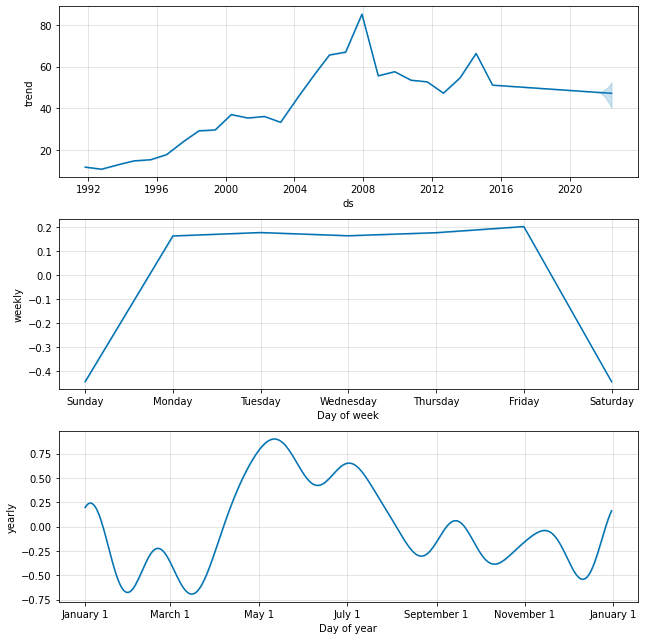 80
60
40
20
trend
1992 1996 2000 2004 2008 2012 2016 2020
ds
0.2
0.1
0.0
−0.1
−0.2
−0.3
−0.4
weekly
Sunday Monday Tuesday Wednesday Thursday Friday Saturday
Day of week
0.75
0.50
0.25
0.00
−0.25
−0.50
−0.75
yearly
January 1 March 1 May 1 July 1 September 1 November 1 January 1
Day of year